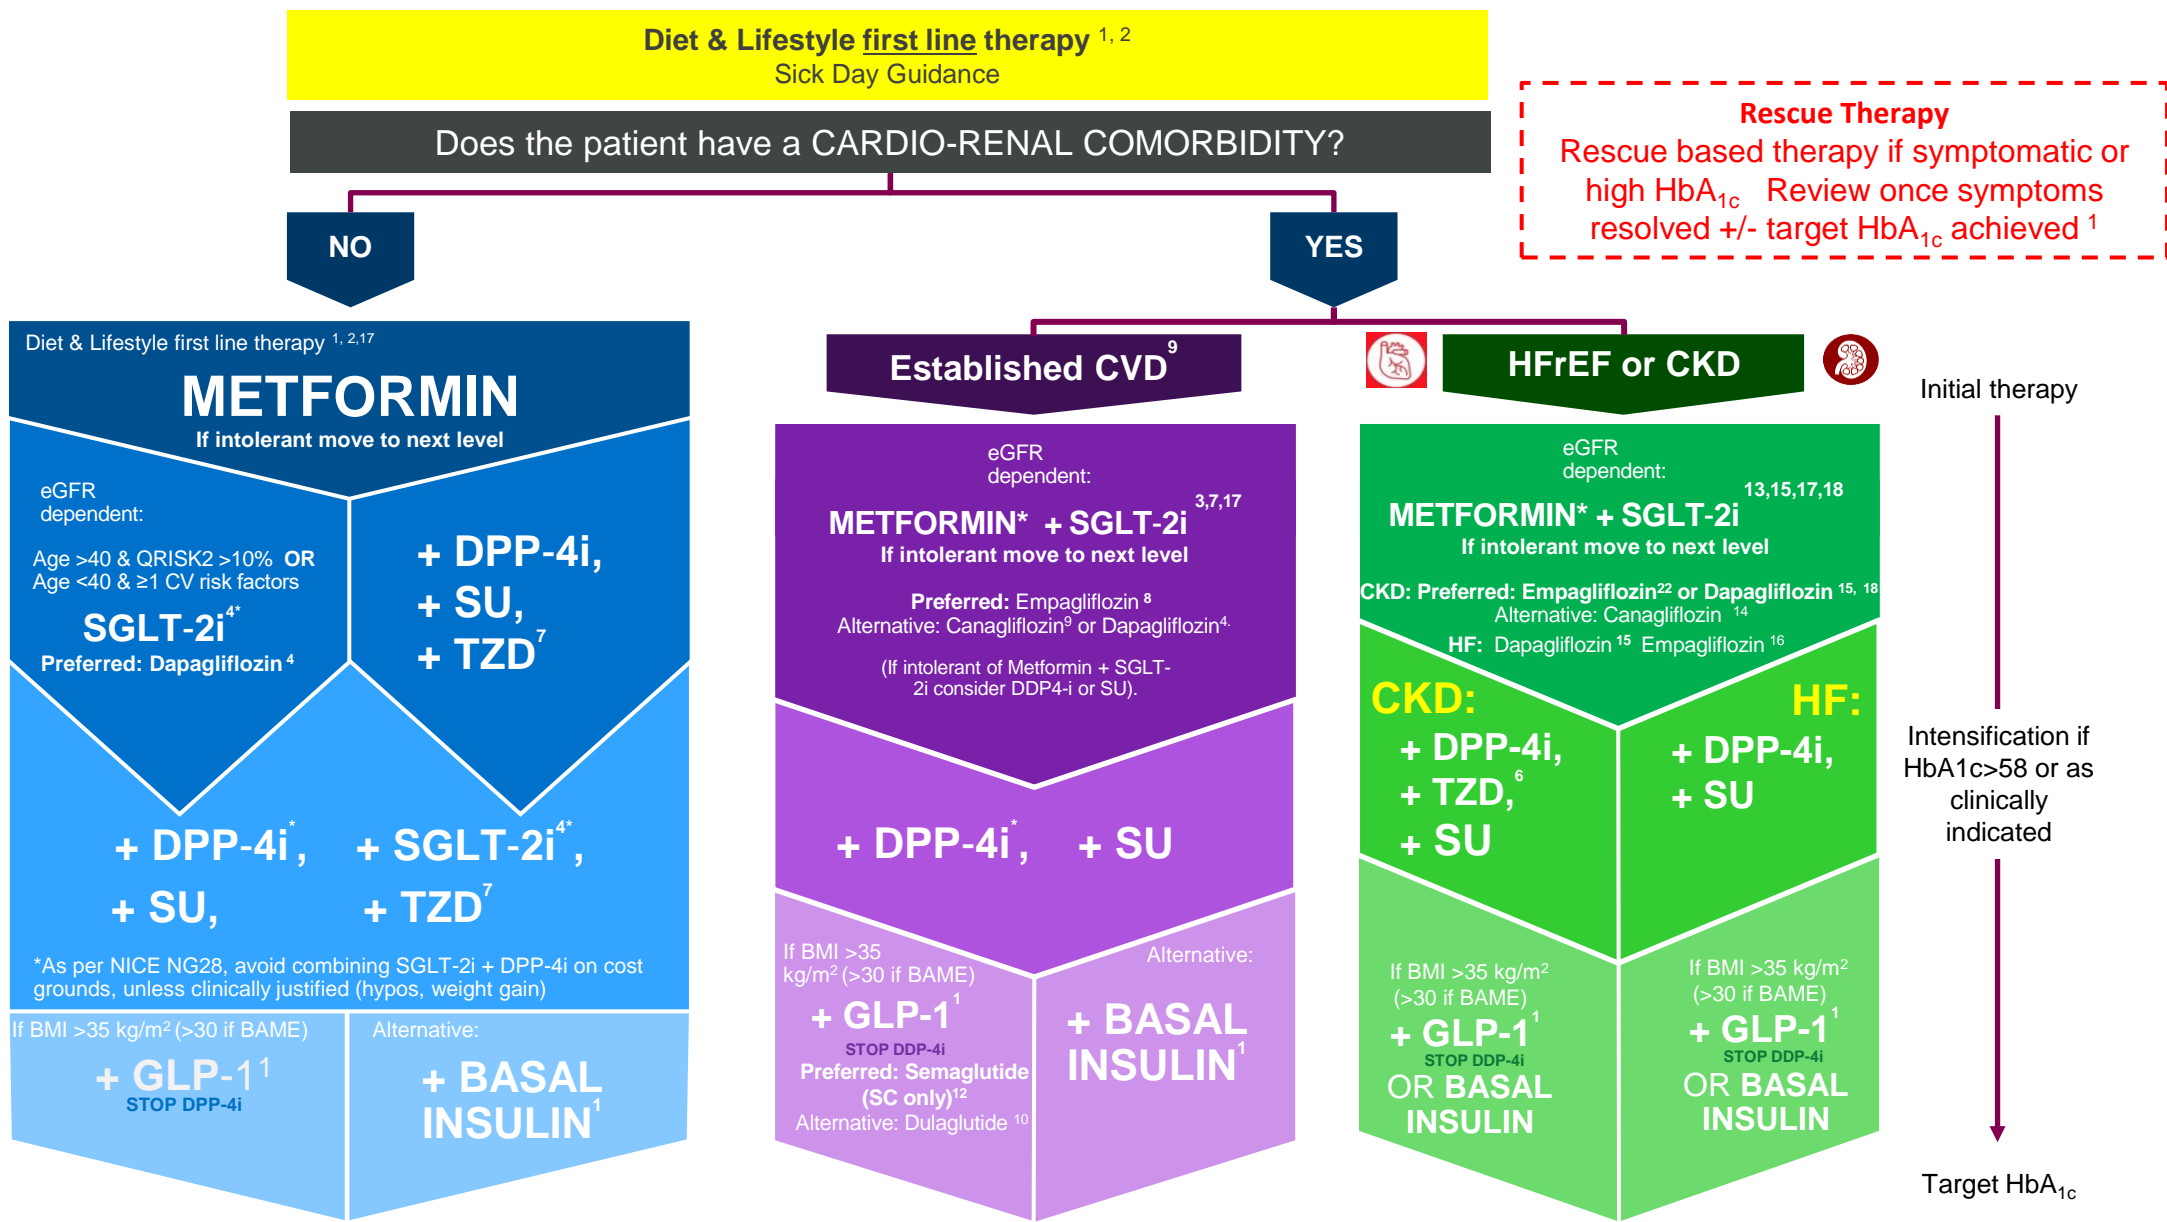 Diet & Lifestyle first line therapy 1, 2
Sick Day Guidance
Does the patient have a CARDIO-RENAL COMORBIDITY?
Rescue Therapy
Rescue based therapy if symptomatic or
high HbA1c Review once symptoms
resolved +/- target HbA1c achieved 1
NO
YES
Diet & Lifestyle first line therapy 1, 2,17
METFORMIN
If intolerant move to next level
eGFR
dependent:
Age >40 & QRISK2 >10% OR
Age <40 & ≥1 CV risk factors
SGLT-2i4*
Preferred: Dapagliflozin 4
+ DPP-4i,
+ SU,
+ TZD7
+ DPP-4i*, + SGLT-2i4*,
+ SU, + TZD7
*As per NICE NG28, avoid combining SGLT-2i + DPP-4i on cost
grounds, unless clinically justified (hypos, weight gain)
If BMI >35 kg/m2 (>30 if BAME)
+ GLP-11
STOP DPP-4i
Alternative:
+ BASAL
INSULIN1
Established CVD9
eGFR
dependent:
METFORMIN* + SGLT-2i 3,7,17
If intolerant move to next level
Preferred: Empagliflozin 8
Alternative: Canagliflozin9 or Dapagliflozin4.
(If intolerant of Metformin + SGLT-
2i consider DDP4-i or SU).
+ DPP-4i*, + SU
If BMI >35
kg/m2 (>30 if BAME)
+ GLP-11
STOP DDP-4i
Preferred: Semaglutide
(SC only)12
Alternative: Dulaglutide 10
Alternative:
+ BASAL
INSULIN1
HFrEF or CKD
eGFR
dependent:
METFORMIN* + SGLT-2i 13,15,17,18
If intolerant move to next level
CKD: Preferred: Empagliflozin22 or Dapagliflozin 15, 18
Alternative: Canagliflozin 14
HF: Dapagliflozin 15 Empagliflozin 16
CKD:
+ DPP-4i,
+ TZD,6
+ SU
HF:
+ DPP-4i,
+ SU
If BMI >35 kg/m2
(>30 if BAME)
+ GLP-11
STOP DDP-4i
OR BASAL
INSULIN
If BMI >35 kg/m2
(>30 if BAME)
+ GLP-11
STOP DDP-4i
OR BASAL
INSULIN
Initial therapy
Intensification if
HbA1c>58 or as
clinically
indicated
Target HbA1c